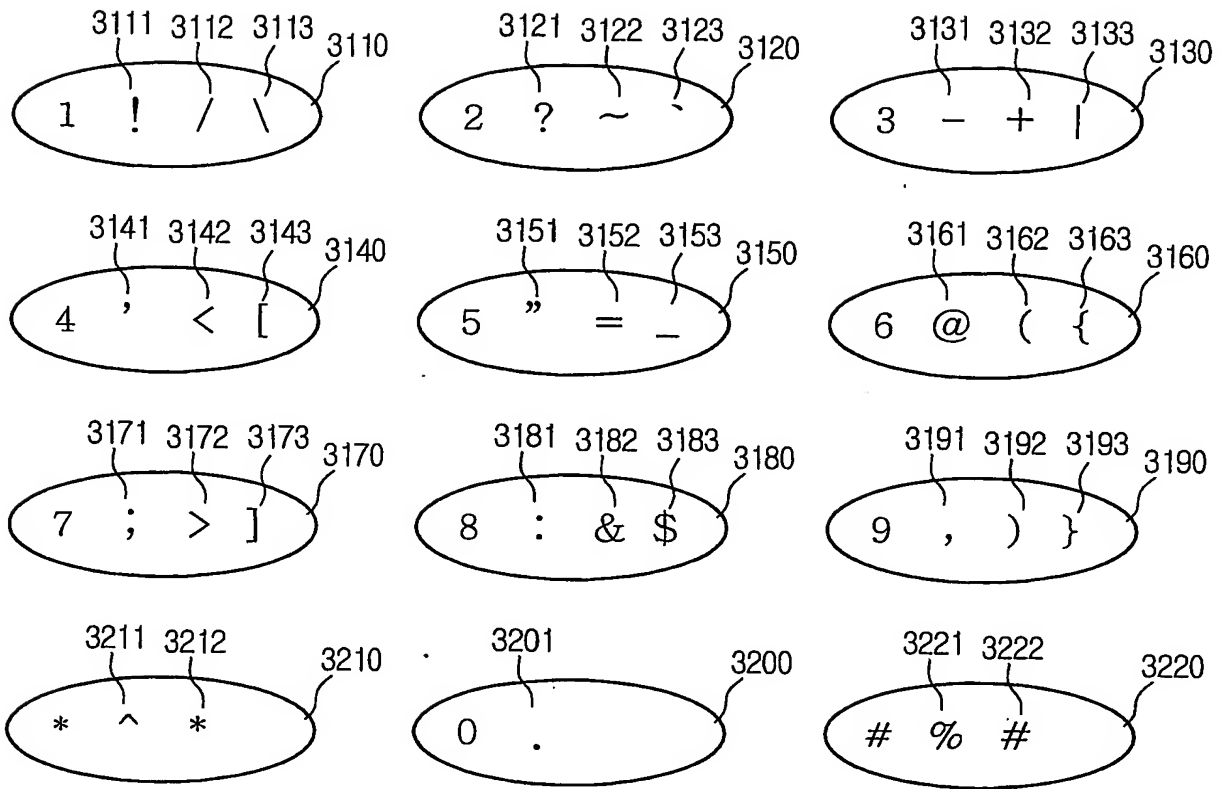 3111 3112 3113 3110 3121 3122 3123 3120 3131 3132 3133 3130
1 ! / \ 2 ? ~ ` 3 - + |
3141 3142 3143 3140 3151 3152 3153 3150 3161 3162 3163 3160
4 ’ < [ 5 ” = _ 6 @ ( {
3171 3172 3173 3170 3181 3182 3183 3180 3191 3192 3193 3190
7 ; > ] 8 : & $ 9 , ) }
3211 3212 3210 3201 3200 3221 3222 3220
* ^ * 0 . # % #